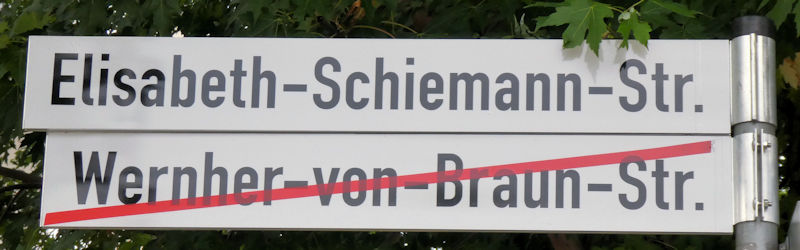 Elisabeth-Schiemann-Str.
Wernher-von-Braun-Str.